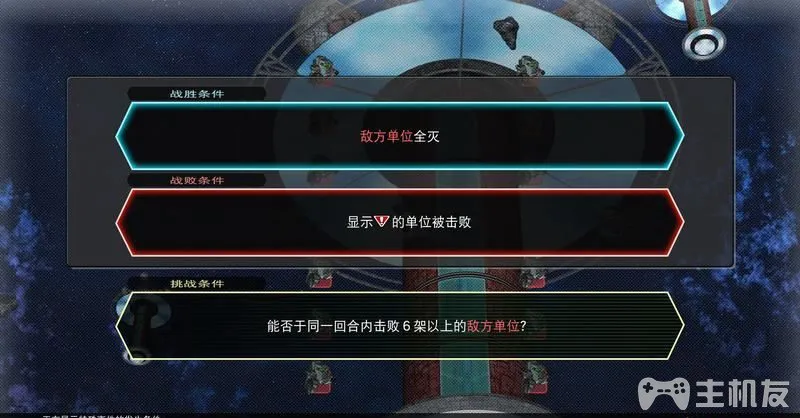 战胜条件
敌方单位全灭
战败条件
显示的单位被击败
挑战条件
能否于同一回合内击败6架以上的敌方单位?
主机友